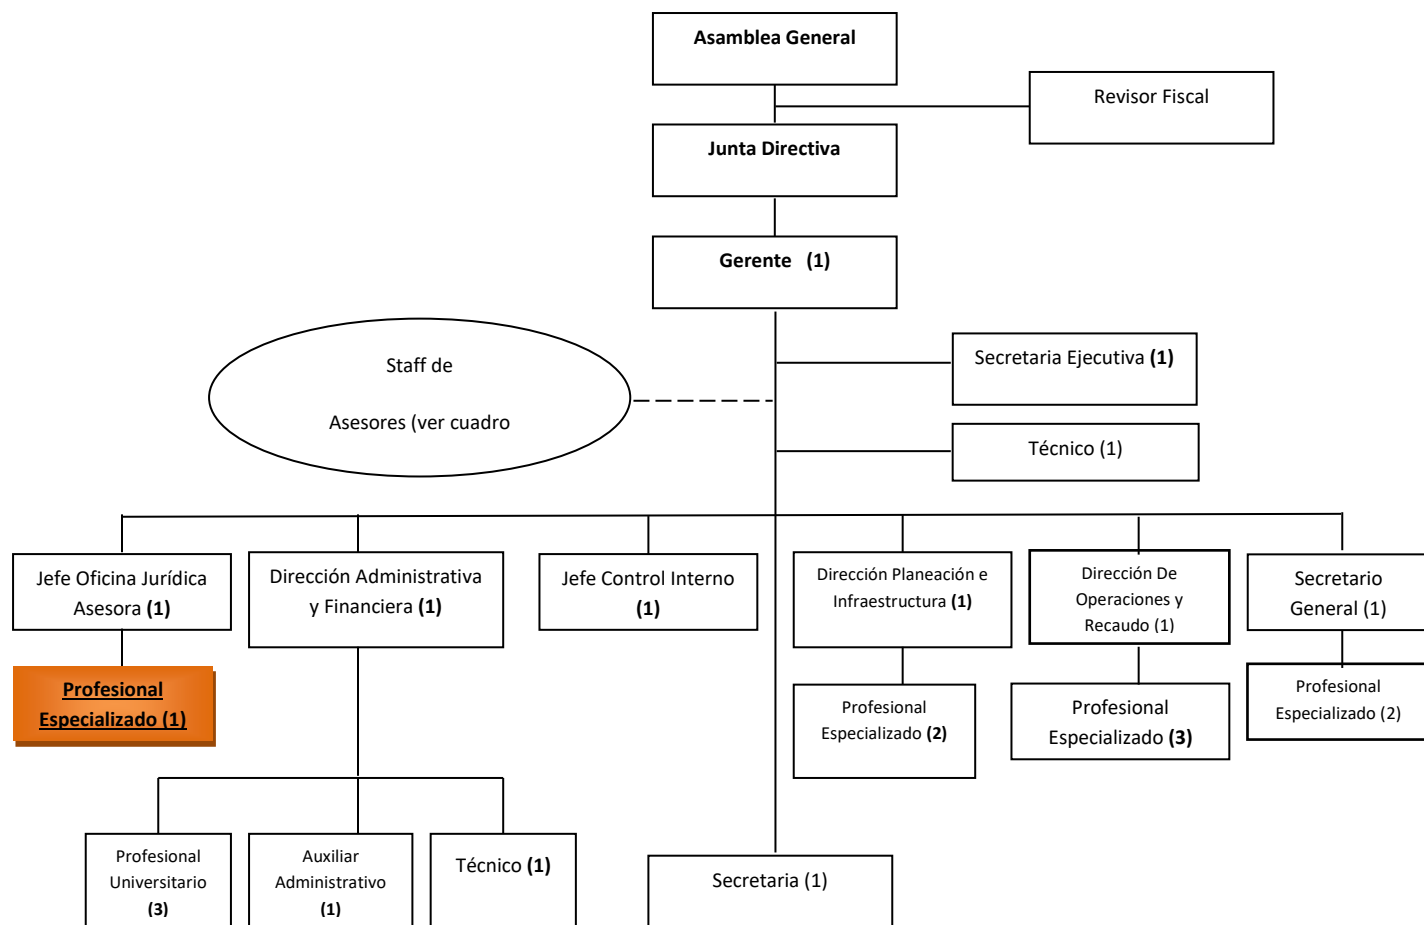 Asamblea General
Revisor Fiscal
Junta Directiva
Gerente (1)
Staff de
Asesores (ver cuadro
Secretaria Ejecutiva (1)
Técnico (1)
Jefe Oficina Jurídica
Asesora (1)
Dirección Administrativa
y Financiera (1)
Jefe Control Interno
(1)
Dirección Planeación e
Infraestructura (1)
Dirección De
Operaciones y
Recaudo (1)
Secretario
General (1)
Profesional
Especializado (1)
Profesional
Especializado (2)
Profesional
Especializado (3)
Profesional
Especializado (2)
Profesional
Universitario
(3)
Auxiliar
Administrativo
(1)
Técnico (1)
Secretaria (1)